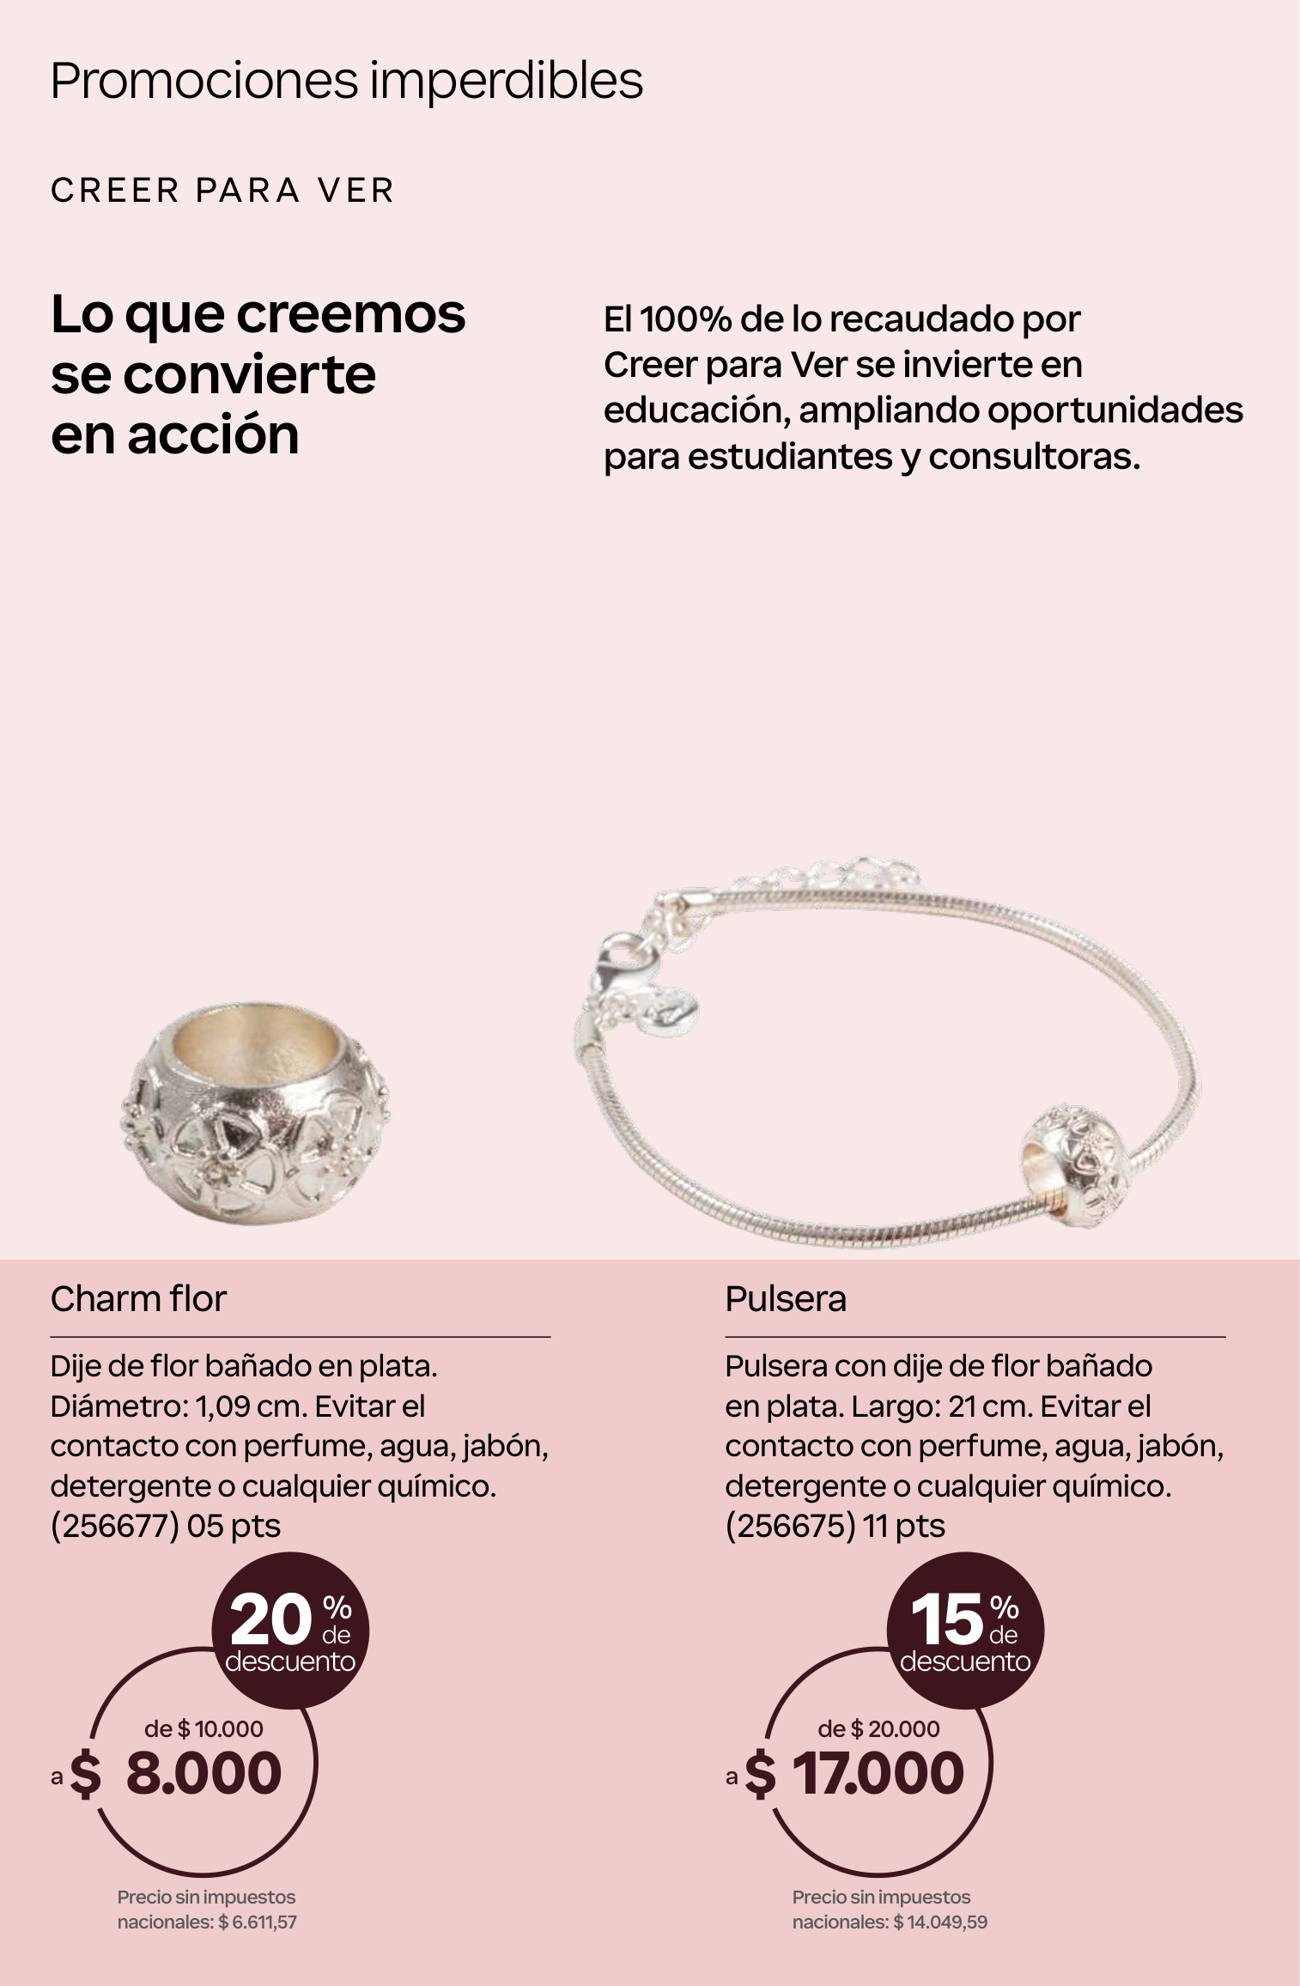 Promociones imperdibles
CREER PARA VER
Lo que creemos
se convierte
en acción
El 100% de lo recaudado por
Creer para Ver se invierte en
educación, ampliando oportunidades
para estudiantes y consultoras.
Charm flor
Dije de flor bañado en plata.
Diámetro: 1,09 cm. Evitar el
contacto con perfume, agua, jabón,
detergente o cualquier químico.
(256677) 05 pts
20 %
de
descuento
de $ 10.000
a $ 8.000
Precio sin impuestos
nacionales: $ 6.611,57
Pulsera
Pulsera con dije de flor bañado
en plata. Largo: 21 cm. Evitar el
contacto con perfume, agua, jabón,
detergente o cualquier químico.
(256675) 11 pts
15 %
de
descuento
de $ 20.000
a $ 17.000
Precio sin impuestos
nacionales: $ 14.049,59